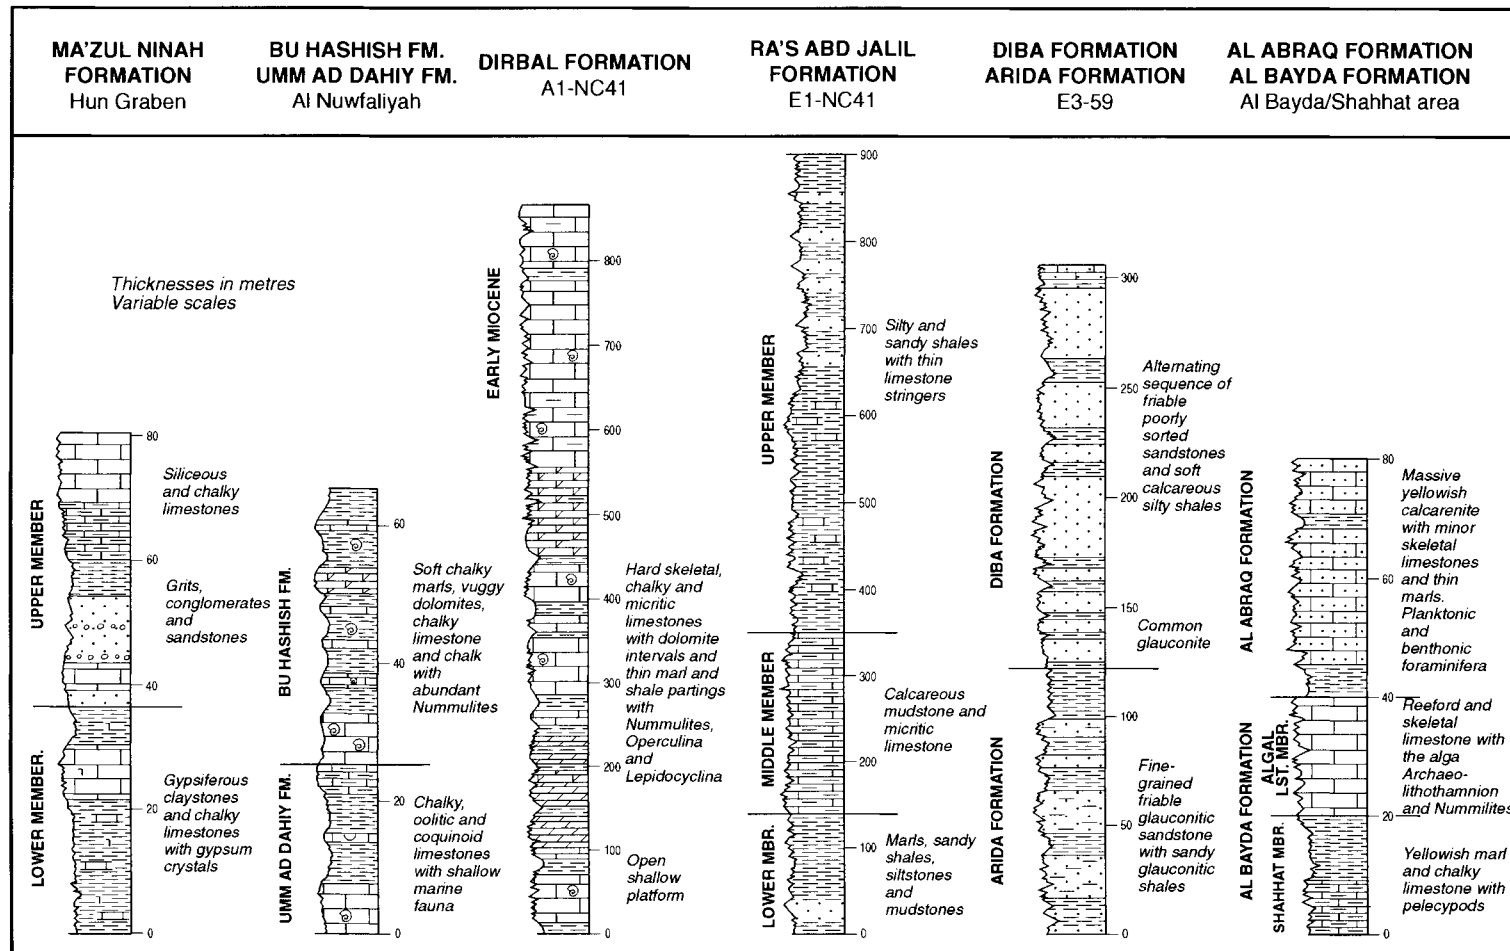 MA'ZUL NINAH
FORMATION
Hun Graben
BU HASHISH FM.
UMM AD DAHIY FM.
Al Nuwfaliyah
DIRBAL FORMATION
A1-NC41
RA'S ABD JALIL
FORMATION
E1-NC41
DIBA FORMATION
ARIDA FORMATION
E3-59
AL ABRAQ FORMATION
AL BAYDA FORMATION
Al Bayda/Shahhat area
Thicknesses in metres
Variable scales
UPPER MEMBER
LOWER MEMBER.
80
60
40
20
0
Siliceous
and chalky
limestones
Grits,
conglomerates
and
sandstones
Gypsiferous
claystones
and chalky
limestones
with gypsum
crystals
BU HASHISH FM.
UMM AD DAHIY FM.
60
40
20
0
Soft chalky
marls, vuggy
dolomites,
chalky
limestone
and chalk
with
abundant
Nummulites
Chalky,
oolitic and
coquinoid
limestones
with shallow
marine
fauna
EARLY MIOCENE
800
700
600
500
400
300
200
100
0
Hard skeletal,
chalky and
micritic
limestones
with dolomite
intervals and
thin marl and
shale partings
with
Nummulites,
Operculina
and
Lepidocyclina
Open
shallow
platform
UPPER MEMBER
MIDDLE MEMBER
LOWER MBR.
900
800
700
600
500
400
300
200
100
0
Silty and
sandy shales
with thin
limestone
stringers
Calcareous
mudstone and
micritic
limestone
Marls, sandy
shales,
siltstones
and
mudstones
DIBA FORMATION
ARIDA FORMATION
300
250
200
150
100
50
0
Alternating
sequence of
friable
poorly
sorted
sandstones
and soft
calcareous
silty shales
Common
glauconite
Fine-
grained
friable
glauconitic
sandstone
with sandy
glauconitic
shales
AL ABRAQ FORMATION
AL BAYDA FORMATION
ALGAL
LST. MBR.
SHAHHAT MBR.
80
60
40
20
0
Massive
yellowish
calcarenite
with minor
skeletal
limestones
and thin
marls.
Planktonic
and
benthonic
foraminifera
Reeford and
skeletal
limestone with
the alga
Archaeo-
lithothamnion
and Nummilites
Yellowish marl
and chalky
limestone with
pelecypods